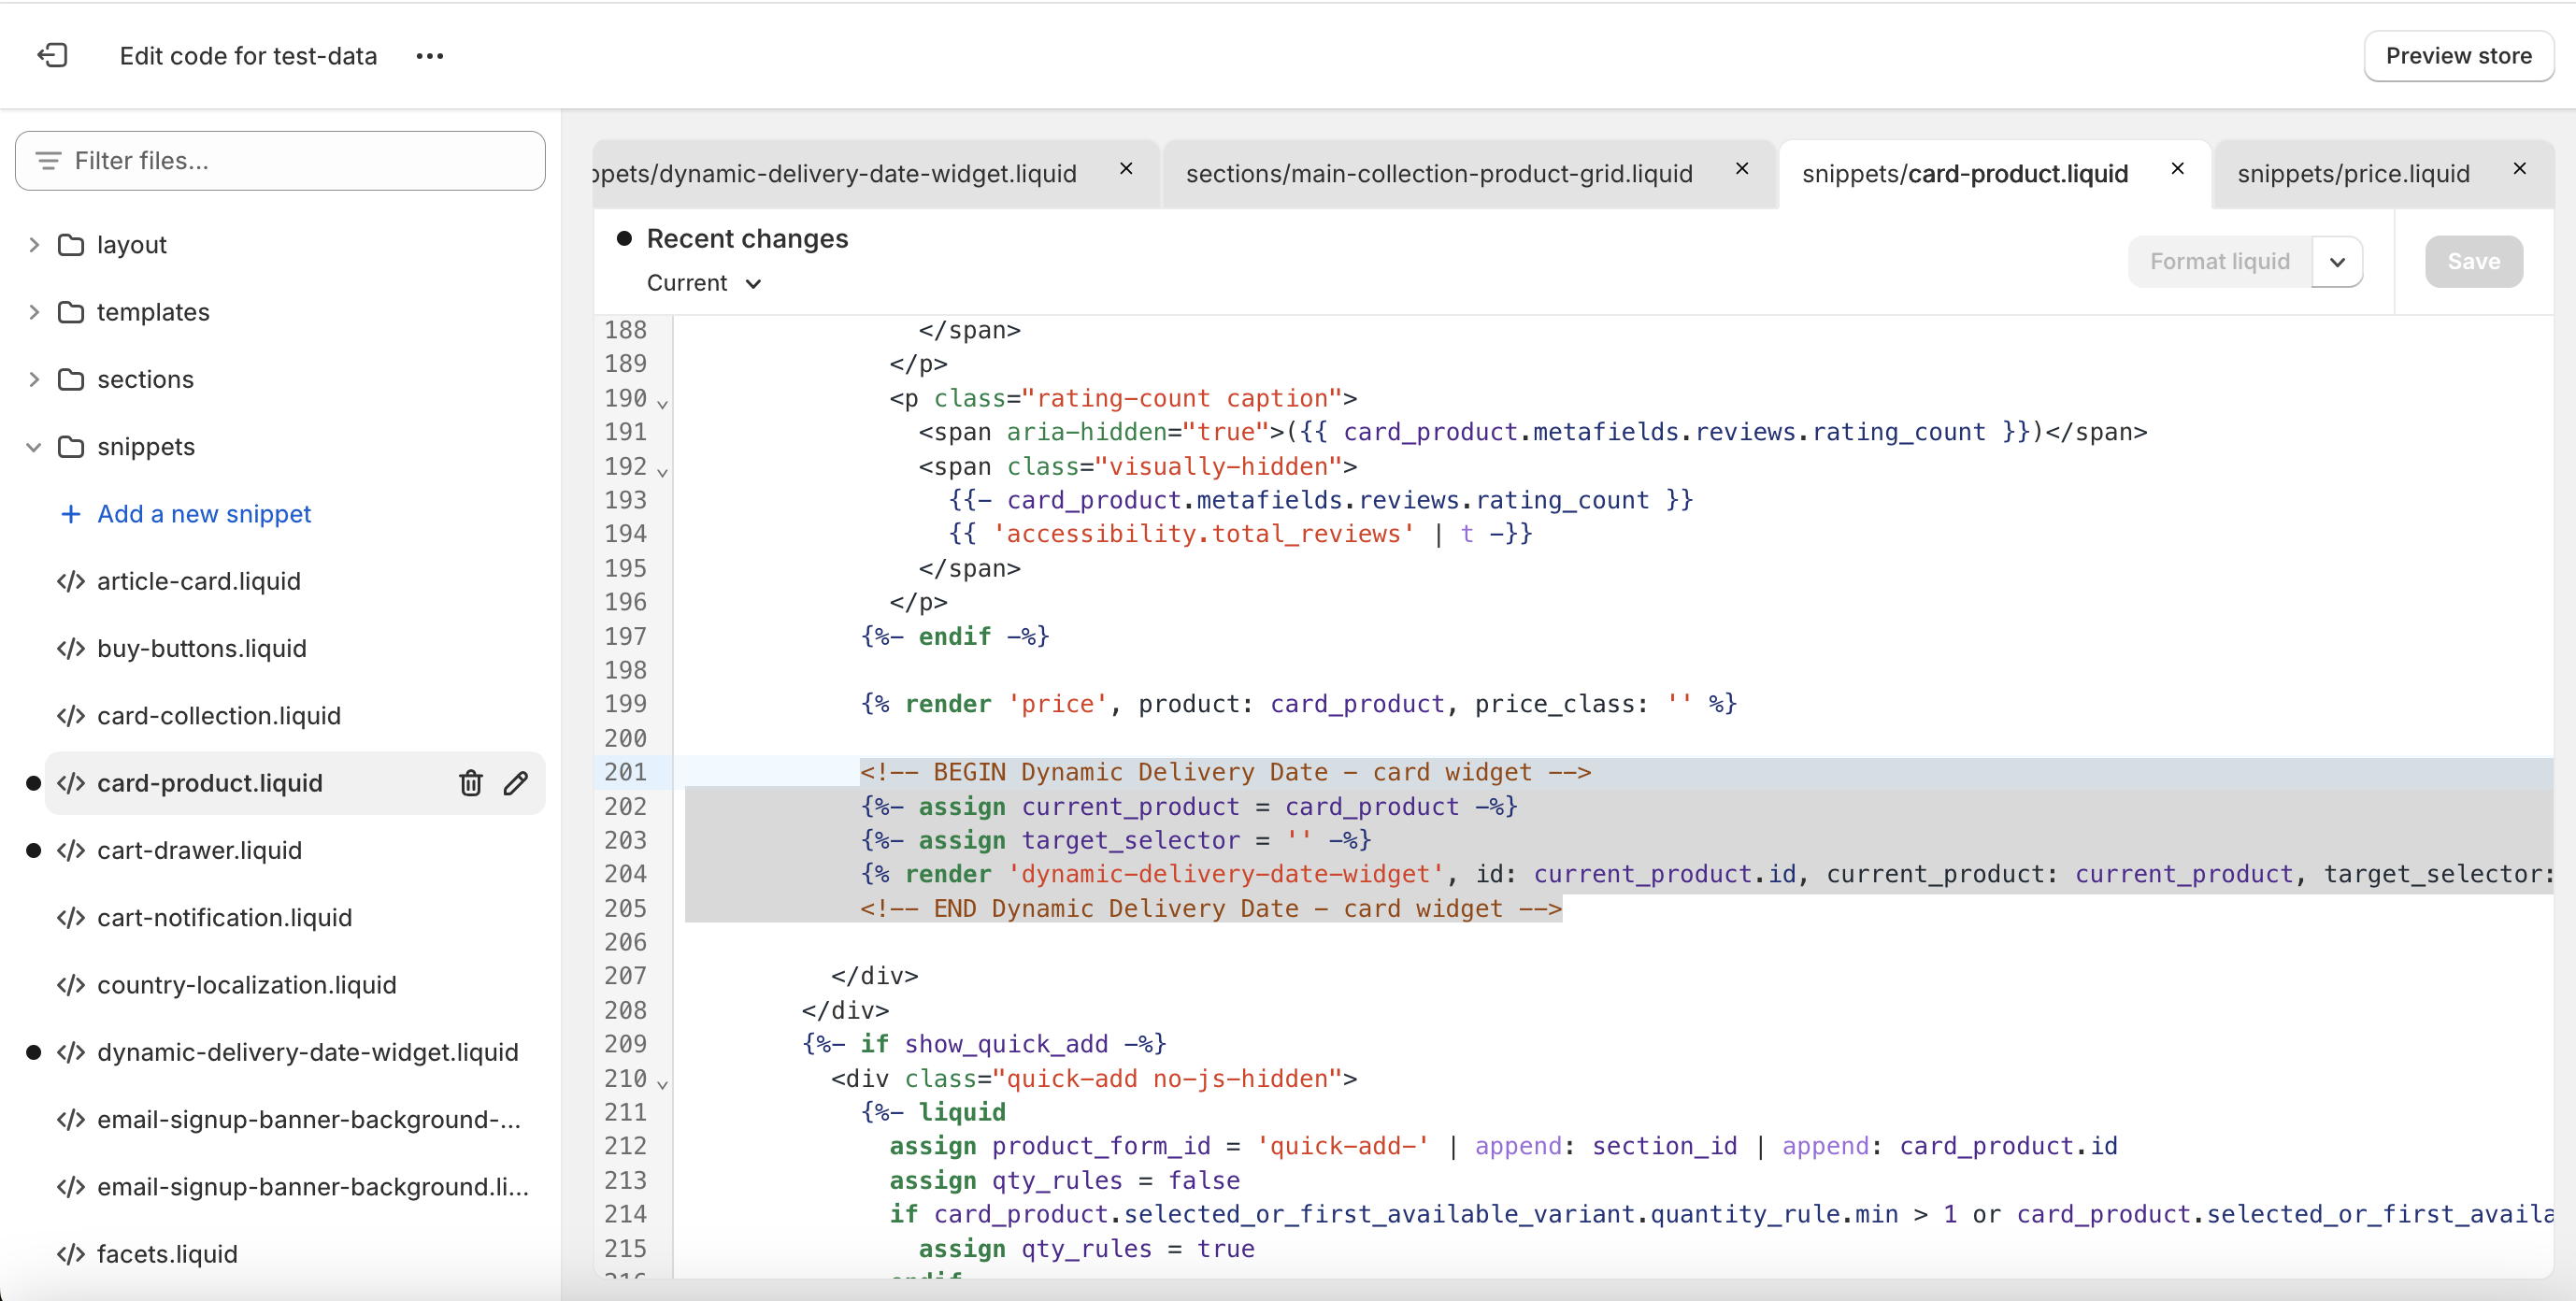 Edit code for test-data
Preview store
Filter files...
layout
templates
sections
snippets
Add a new snippet
article-card.liquid
buy-buttons.liquid
card-collection.liquid
card-product.liquid
cart-drawer.liquid
cart-notification.liquid
country-localization.liquid
dynamic-delivery-date-widget.liquid
email-signup-banner-background-...
email-signup-banner-background.li...
facets.liquid
ppets/dynamic-delivery-date-widget.liquid
sections/main-collection-product-grid.liquid
snippets/card-product.liquid
snippets/price.liquid
Recent changes
Current
Format liquid
Save
188 </span>
189 </p>
190 <p class="rating-count caption">
191 <span aria-hidden="true">({{ card_product.metafields.reviews.rating_count }})</span>
192 <span class="visually-hidden">
193 {{- card_product.metafields.reviews.rating_count }}
194 {{ 'accessibility.total_reviews' | t -}}
195 </span>
196 </p>
197 {%- endif -%}
198
199 {% render 'price', product: card_product, price_class: '' %}
200
201 <!-- BEGIN Dynamic Delivery Date - card widget -->
202 {%- assign current_product = card_product -%}
203 {%- assign target_selector = '' -%}
204 {% render 'dynamic-delivery-date-widget', id: current_product.id, current_product: current_product, target_selector:
205 <!-- END Dynamic Delivery Date - card widget -->
206
207 </div>
208 </div>
209 {%- if show_quick_add -%}
210 <div class="quick-add no-js-hidden">
211 {%- liquid
212 assign product_form_id = 'quick-add-' | append: section_id | append: card_product.id
213 assign qty_rules = false
214 if card_product.selected_or_first_available_variant.quantity_rule.min > 1 or card_product.selected_or_first_availa
215 assign qty_rules = true
216 endif